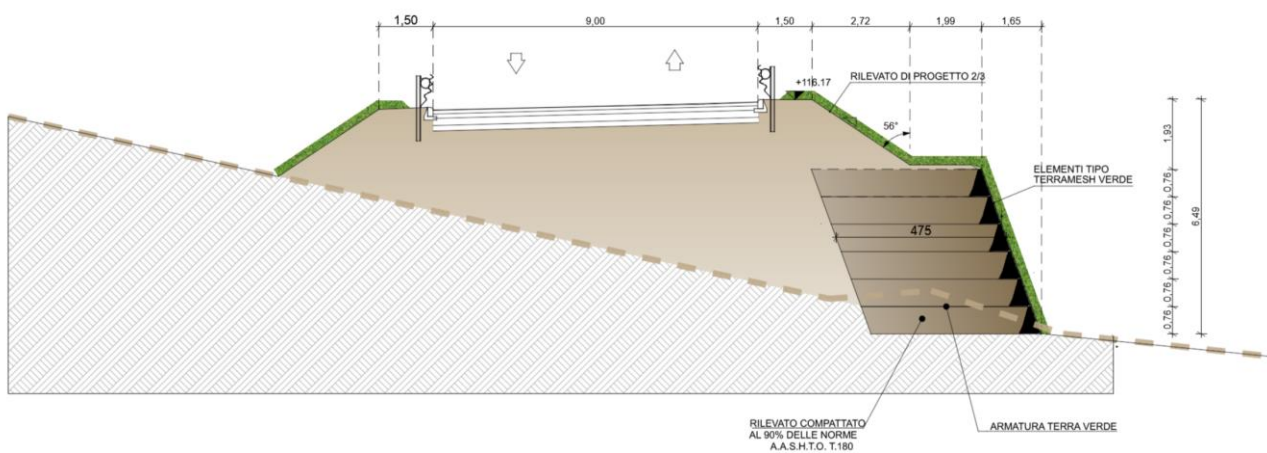 1,50
9,00
1,50
2,72
1,99
1,65
+116.17
RILEVATO DI PROGETTO 2/3
56°
1,93
ELEMENTI TIPO
TERRAMESH VERDE
0,76
0,76
0,76
0,76
0,76
0,76
6,49
475
RILEVATO COMPATTATO
AL 90% DELLE NORME
A.A.S.H.T.O. T.180
ARMATURA TERRA VERDE